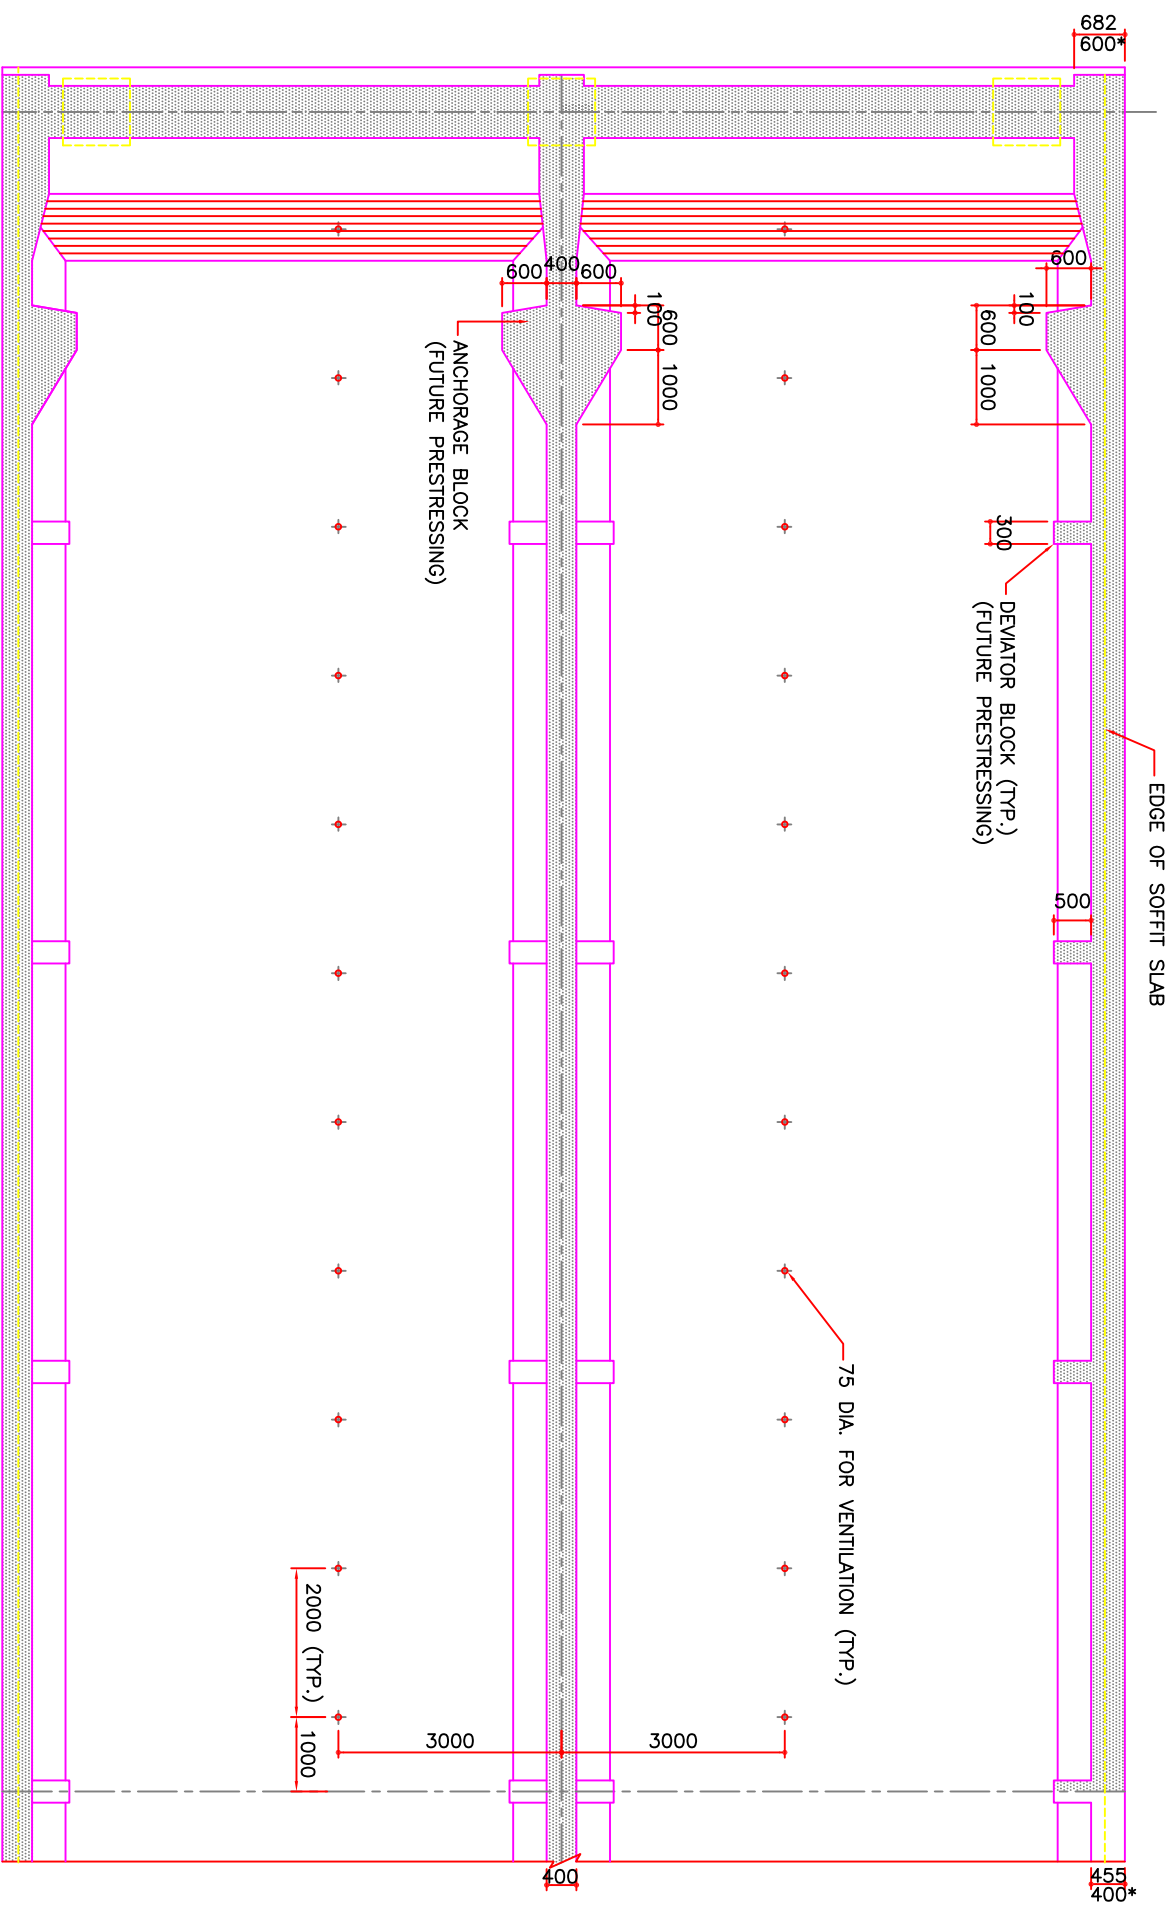 682
600*
600
400
600
100
600
1000
600
100
600
1000
ANCHORAGE BLOCK
(FUTURE PRESTRESSING)
300
DEVIATOR BLOCK (TYP.)
(FUTURE PRESTRESSING)
EDGE OF SOFFIT SLAB
500
75 DIA. FOR VENTILATION (TYP.)
2000 (TYP.)
1000
3000
3000
400
455
400*